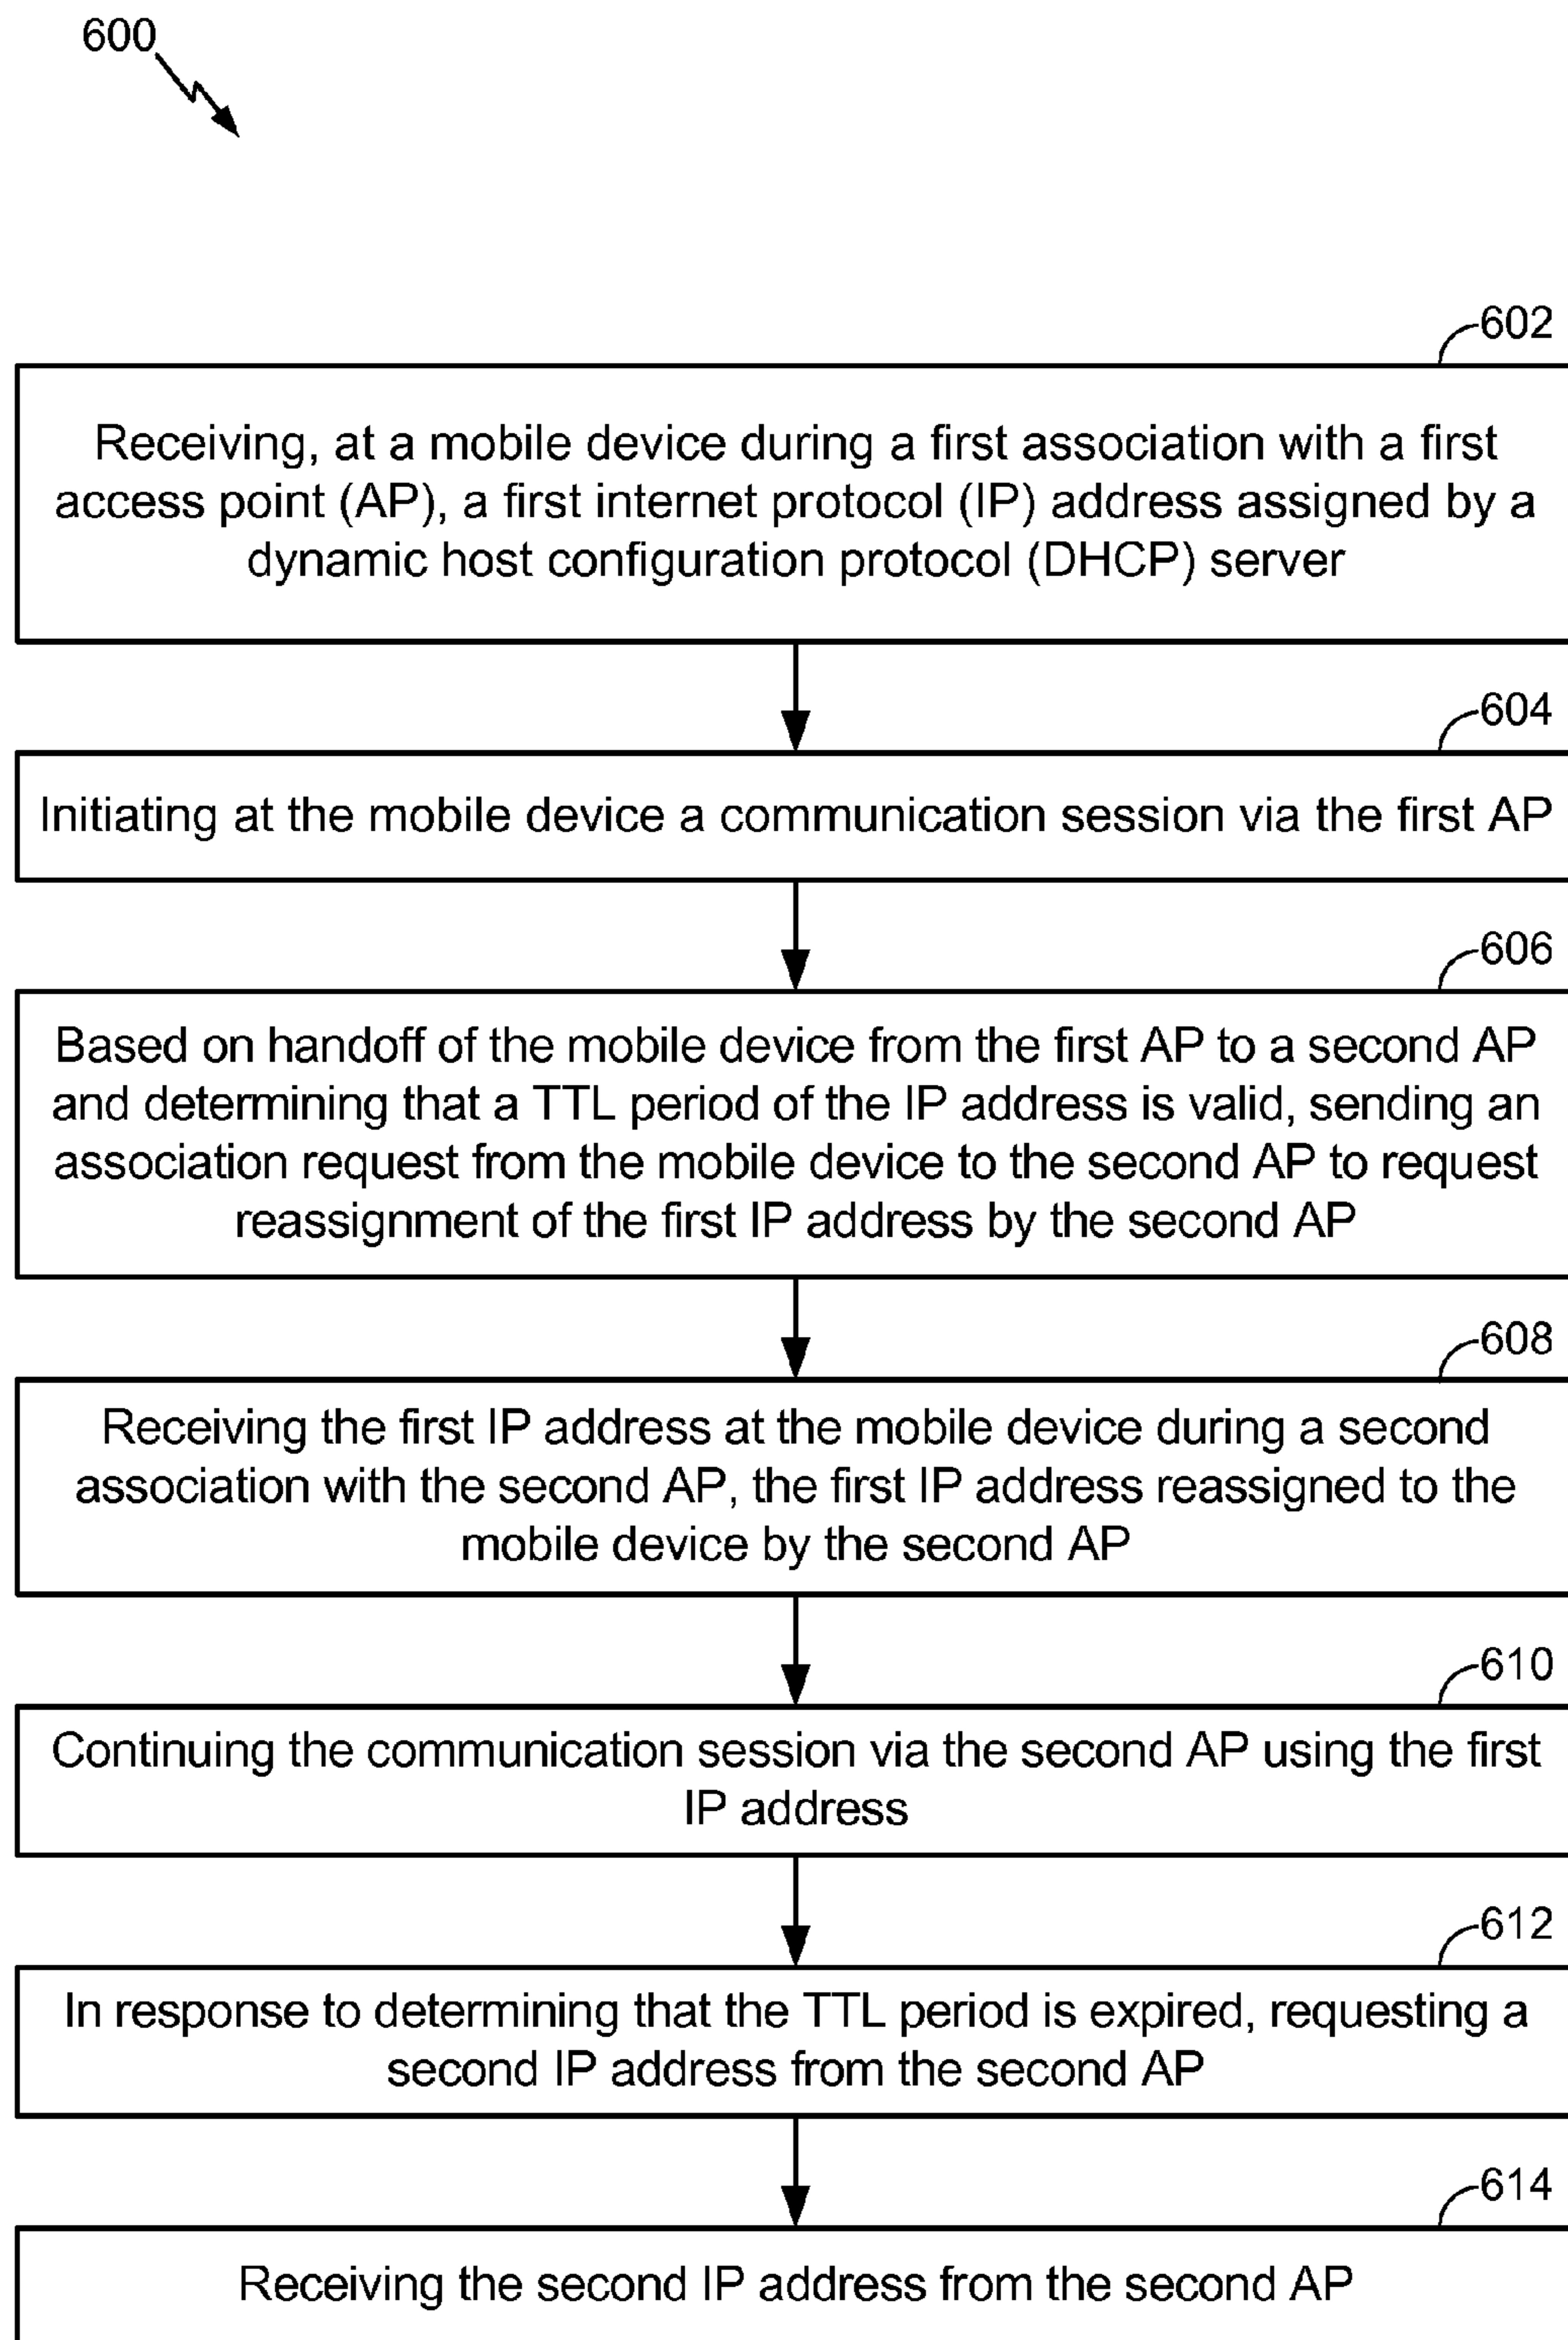 600
602
Receiving, at a mobile device during a first association with a first
access point (AP), a first internet protocol (IP) address assigned by a
dynamic host configuration protocol (DHCP) server
604
Initiating at the mobile device a communication session via the first AP
606
Based on handoff of the mobile device from the first AP to a second AP
and determining that a TTL period of the IP address is valid, sending an
association request from the mobile device to the second AP to request
reassignment of the first IP address by the second AP
608
Receiving the first IP address at the mobile device during a second
association with the second AP, the first IP address reassigned to the
mobile device by the second AP
610
Continuing the communication session via the second AP using the first
IP address
612
In response to determining that the TTL period is expired, requesting a
second IP address from the second AP
614
Receiving the second IP address from the second AP